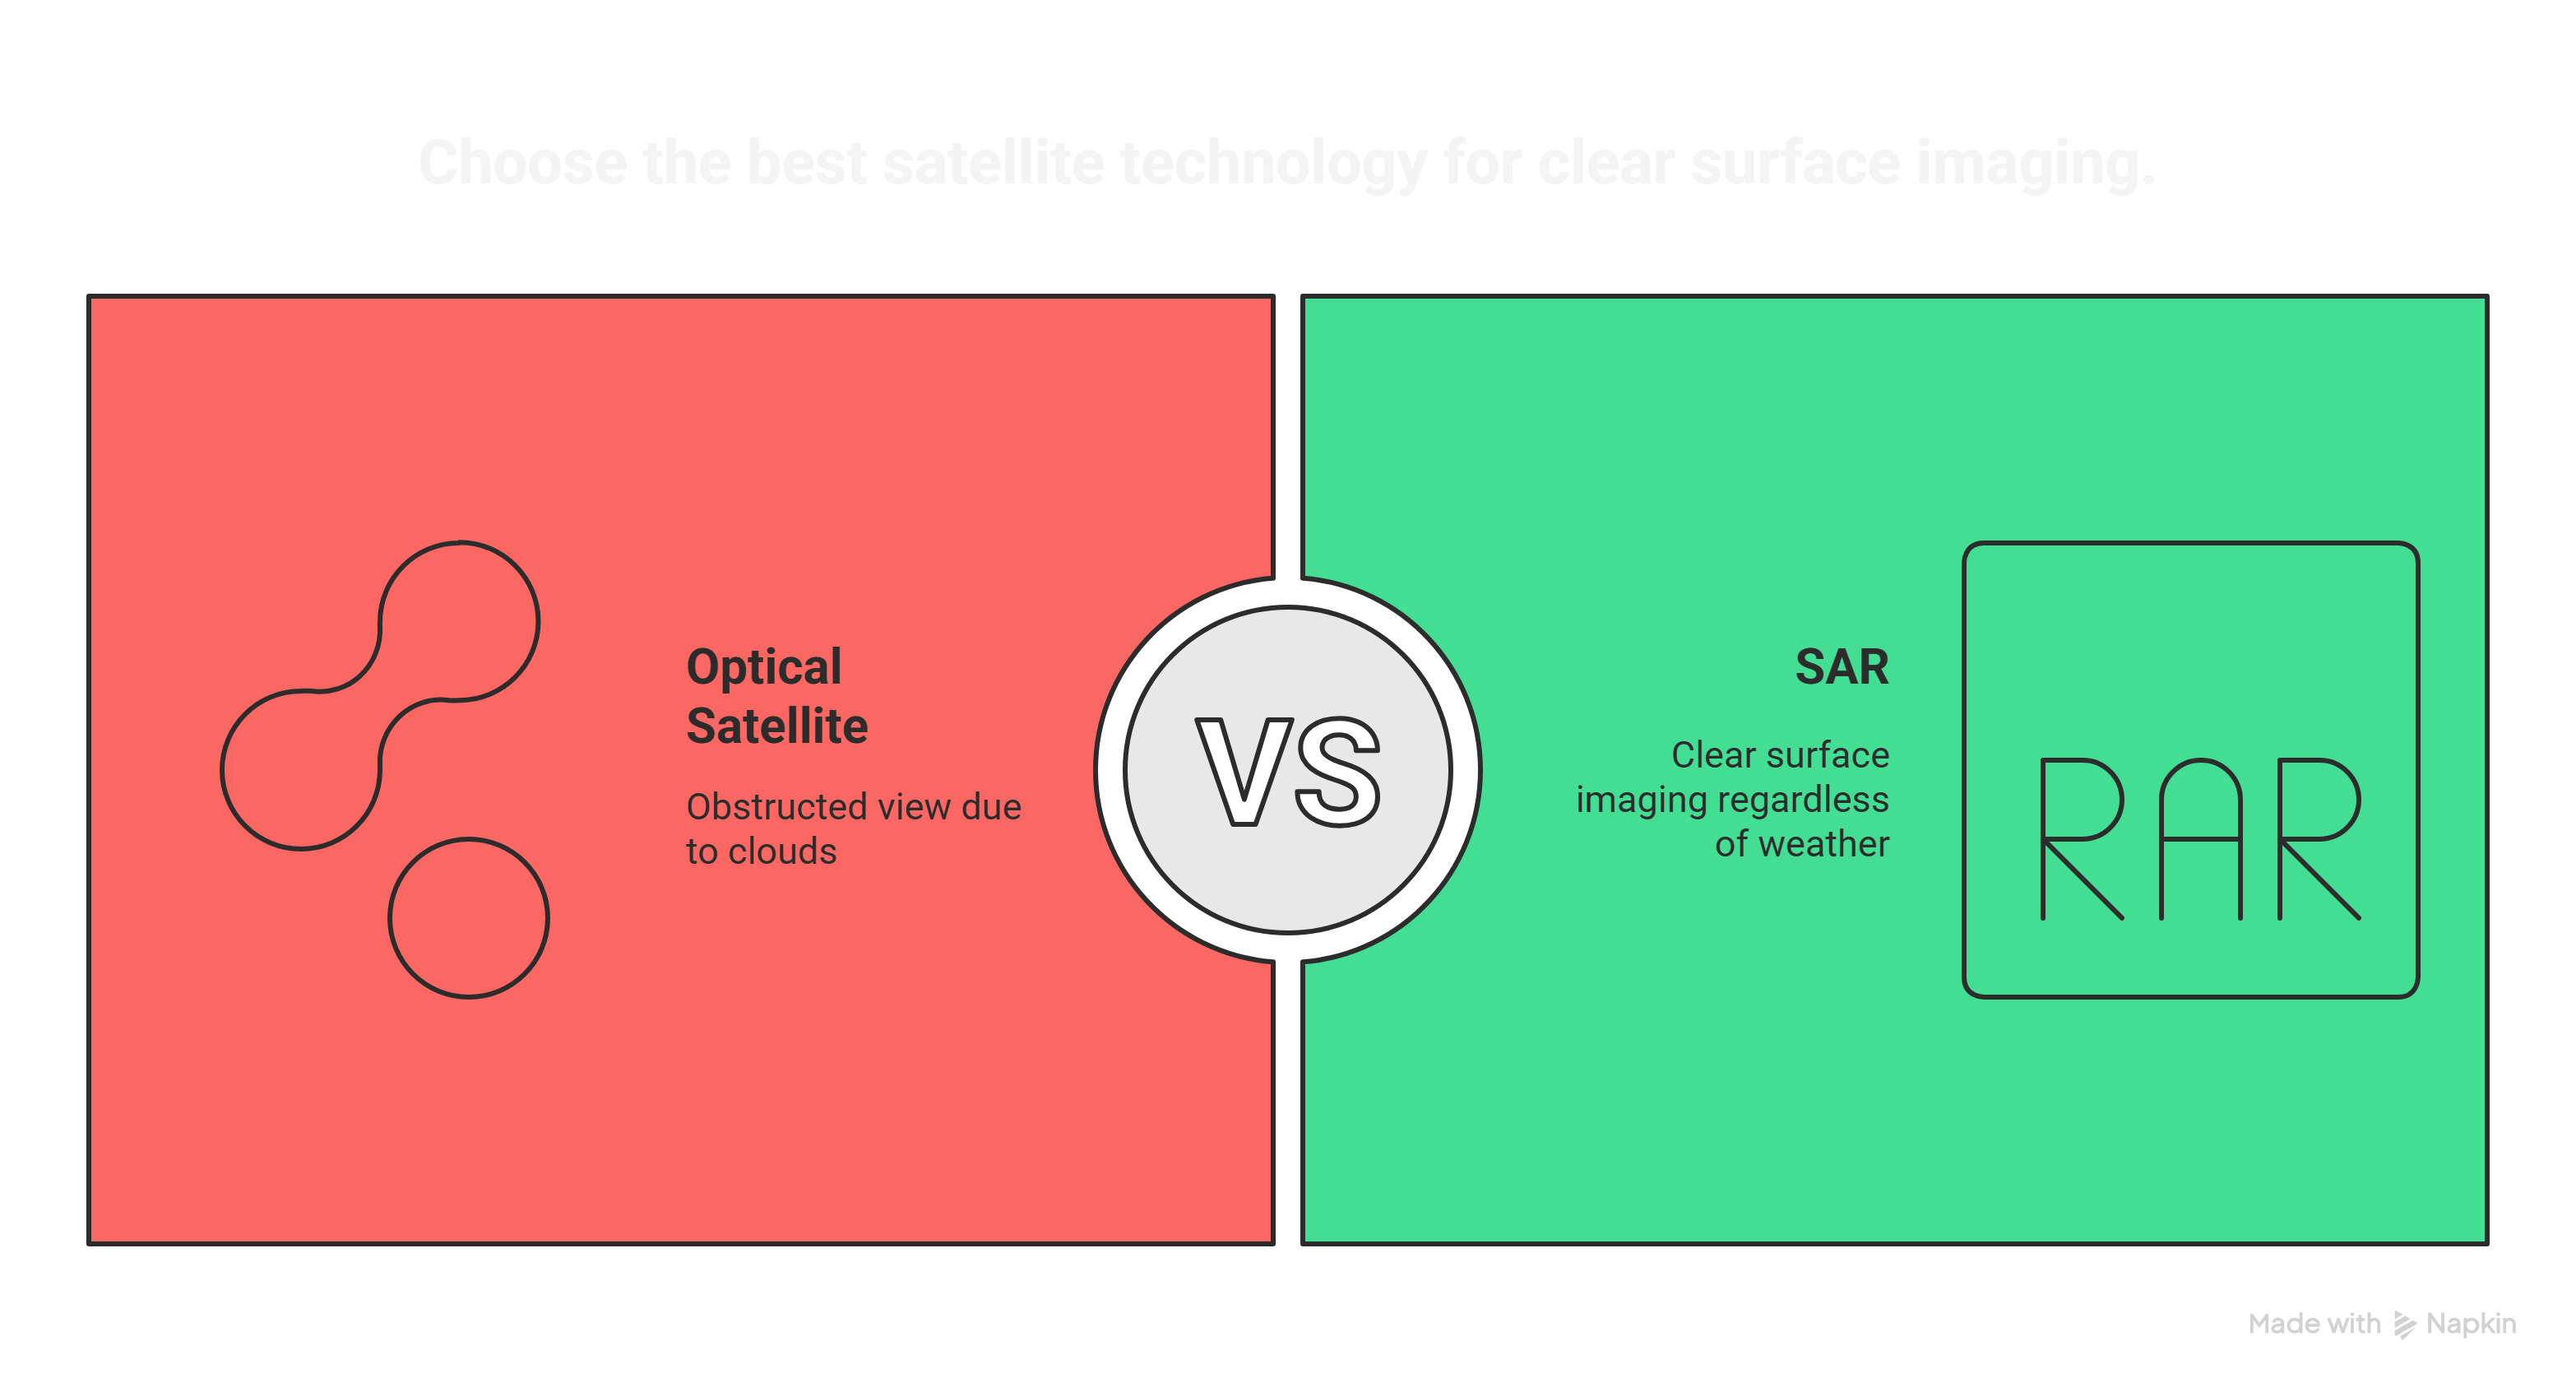 Choose the best satellite technology for clear surface imaging.
Optical
Satellite
Obstructed view due
to clouds
VS
SAR
Clear surface
imaging regardless
of weather
RAR
Made with Napkin